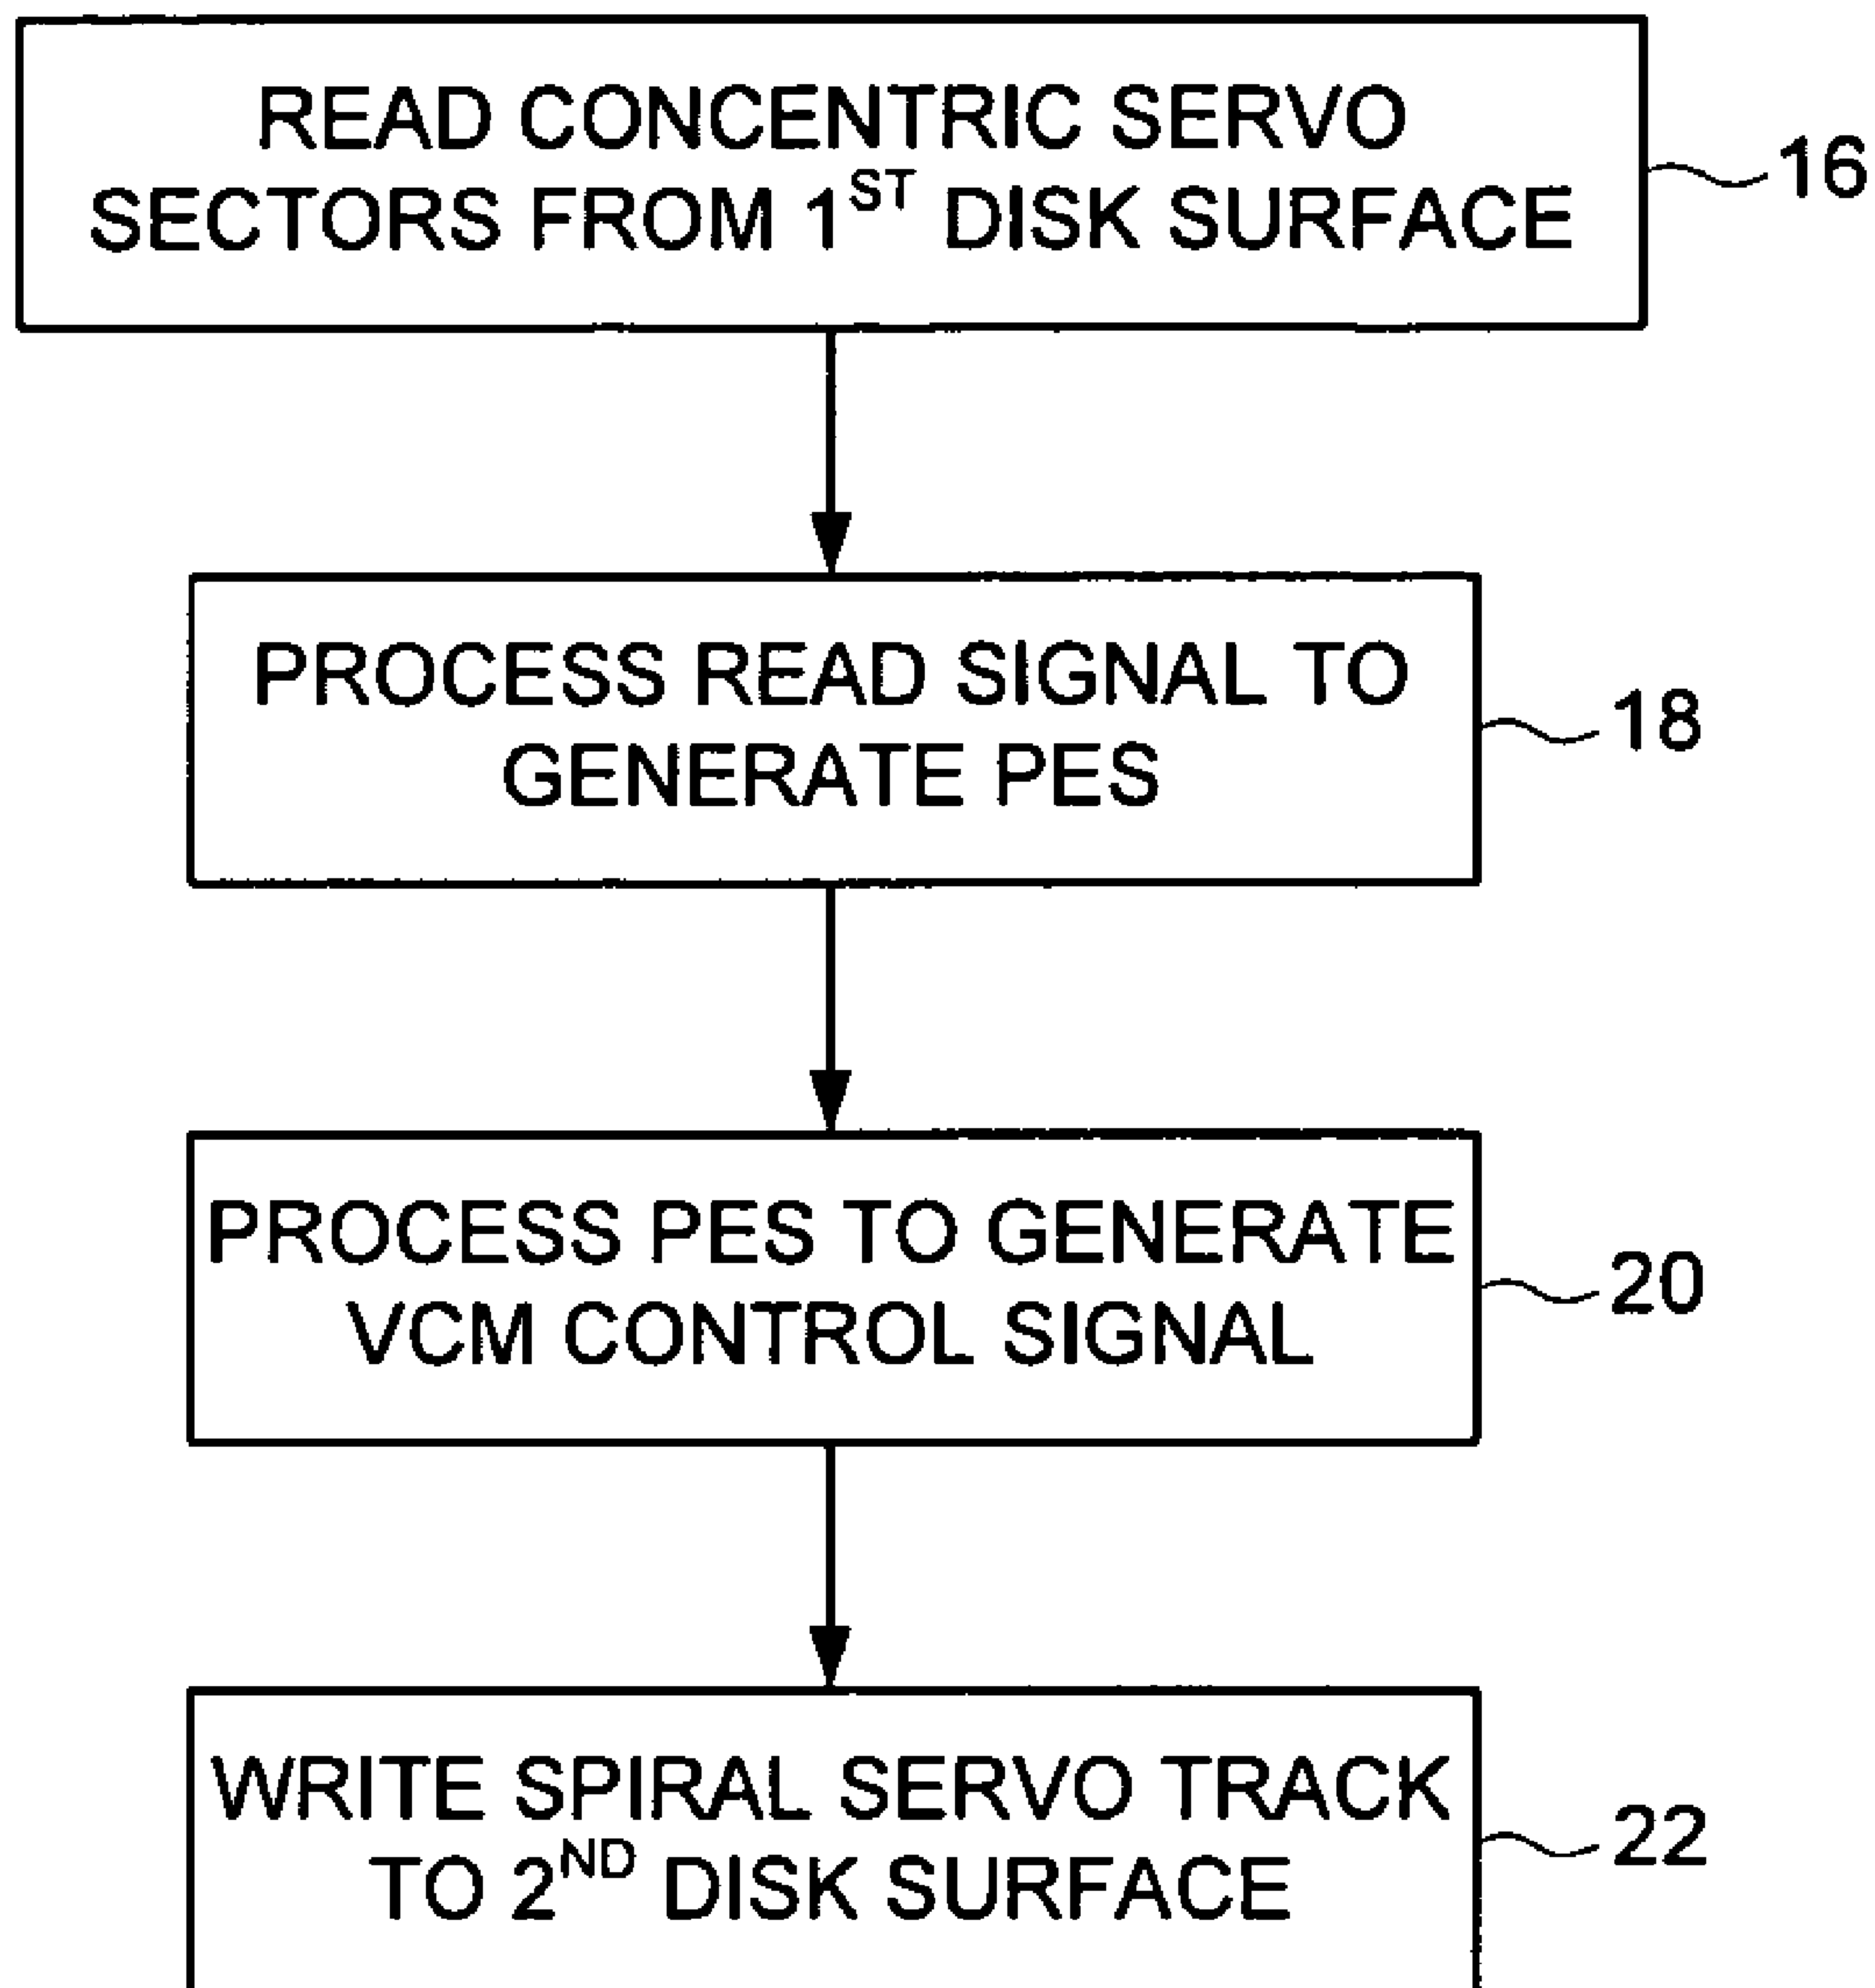 READ CONCENTRIC SERVO
SECTORS FROM 1ST DISK SURFACE
16
PROCESS READ SIGNAL TO
GENERATE PES
18
PROCESS PES TO GENERATE
VCM CONTROL SIGNAL
20
WRITE SPIRAL SERVO TRACK
TO 2ND DISK SURFACE
22